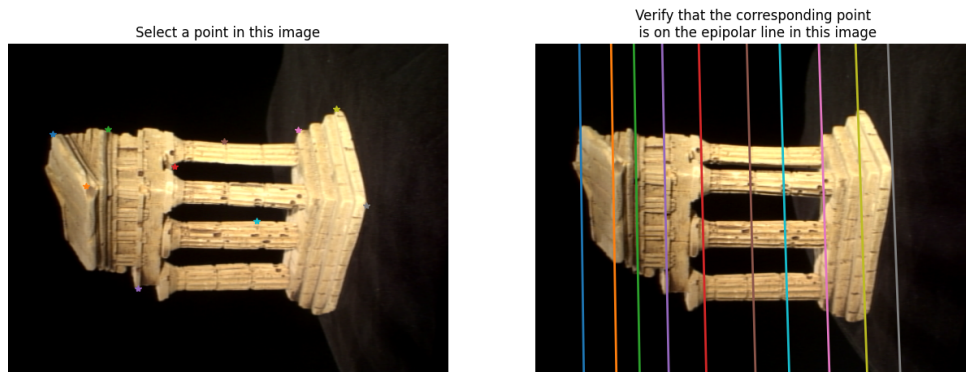 Select a point in this image
Verify that the corresponding point
is on the epipolar line in this image